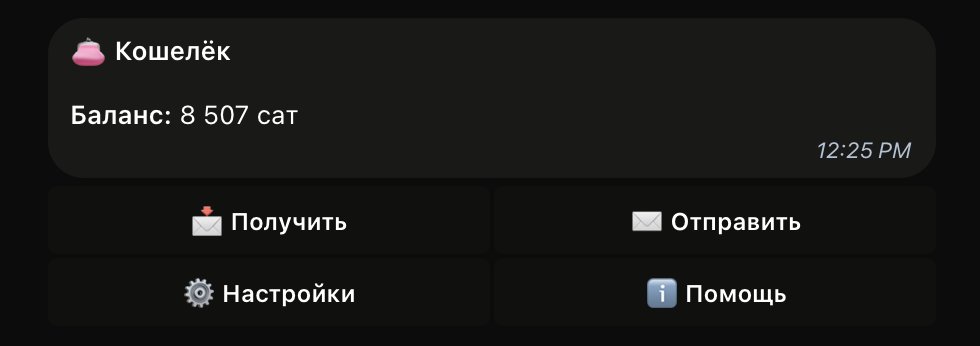 👛 Кошелёк
Баланс: 8 507 сат
12:25 PM
📩 Получить
✉️ Отправить
⚙️ Настройки
ℹ️ Помощь